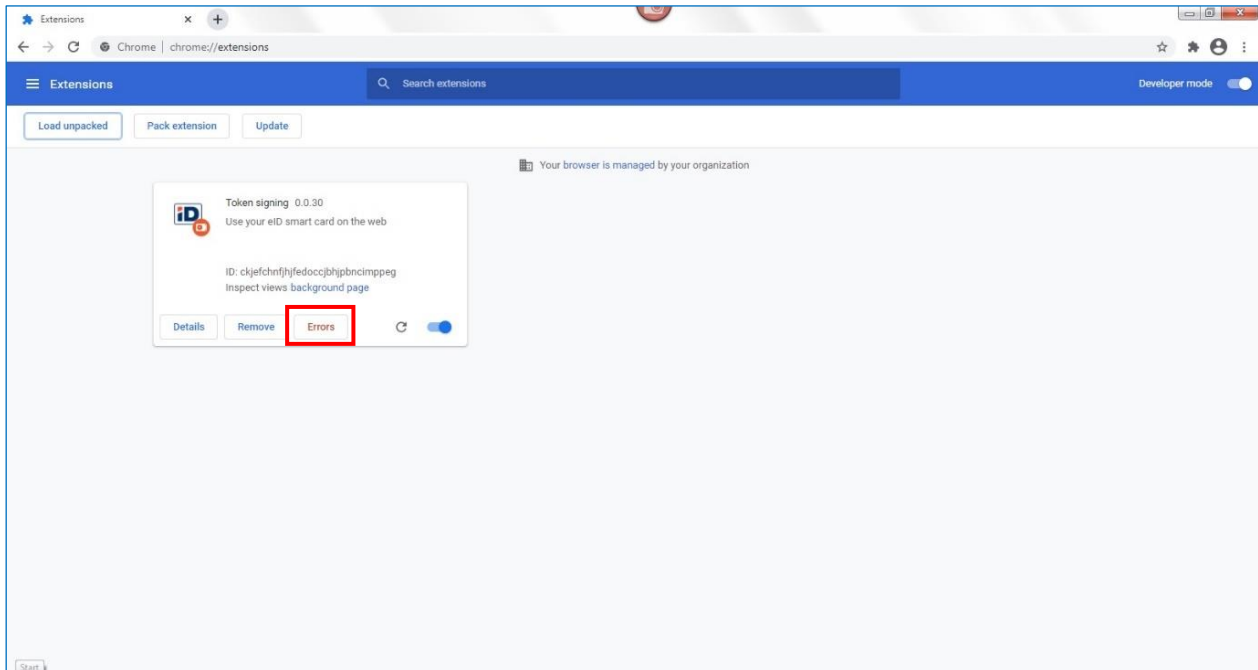 Extensions
Chrome | chrome://extensions
Extensions
Search extensions
Developer mode
Load unpacked
Pack extension
Update
Your browser is managed by your organization
iD
Token signing 0.0.30
Use your eID smart card on the web
ID: ckjefchnfjhjfedoccjbhjpbncimppeg
Inspect views background page
Details
Remove
Errors
Start